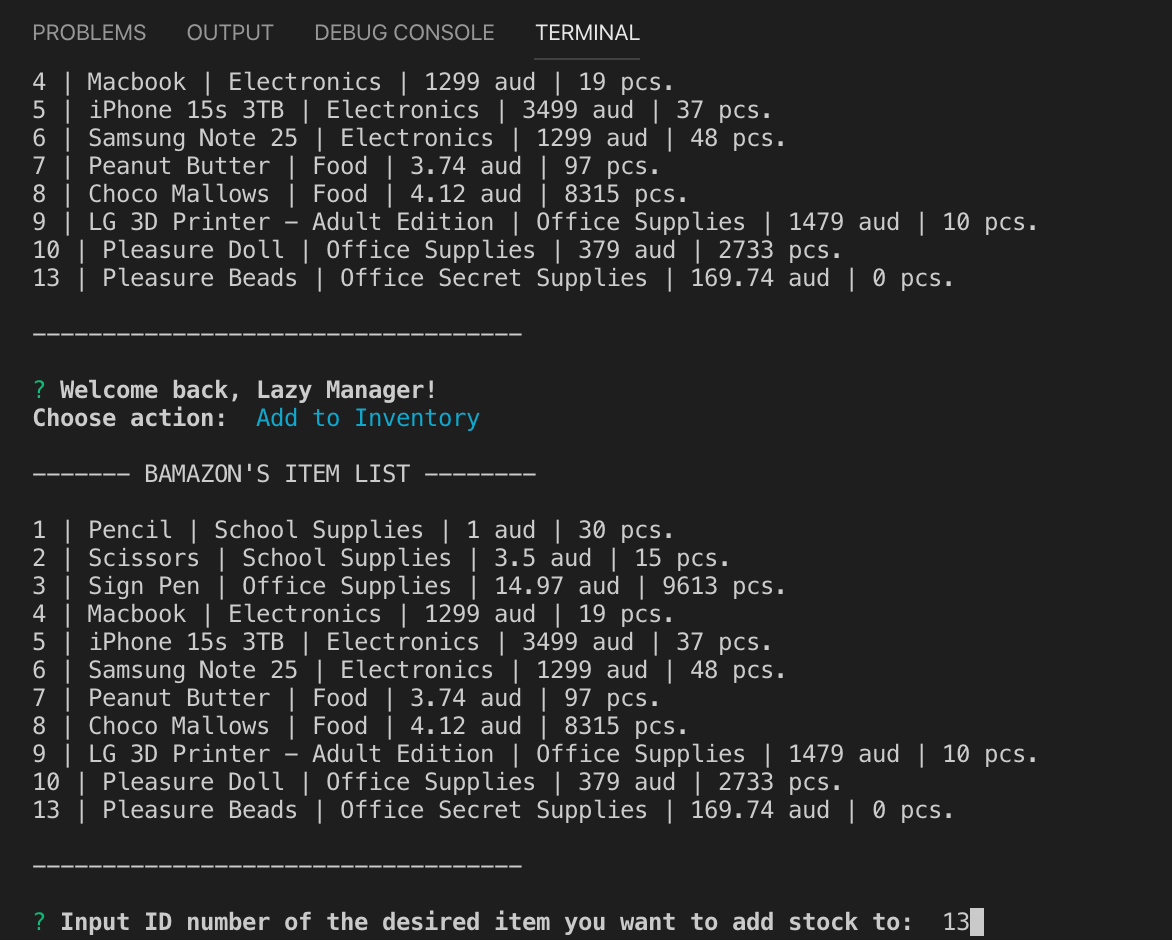 PROBLEMS OUTPUT DEBUG CONSOLE TERMINAL
4 | Macbook | Electronics | 1299 aud | 19 pcs.
5 | iPhone 15s 3TB | Electronics | 3499 aud | 37 pcs.
6 | Samsung Note 25 | Electronics | 1299 aud | 48 pcs.
7 | Peanut Butter | Food | 3.74 aud | 97 pcs.
8 | Choco Mallows | Food | 4.12 aud | 8315 pcs.
9 | LG 3D Printer – Adult Edition | Office Supplies | 1479 aud | 10 pcs.
10 | Pleasure Doll | Office Supplies | 379 aud | 2733 pcs.
13 | Pleasure Beads | Office Secret Supplies | 169.74 aud | 0 pcs.
–––––––––––––––––––––––––––––––––––
? Welcome back, Lazy Manager!
Choose action: Add to Inventory
––––––– BAMAZON'S ITEM LIST ––––––––
1 | Pencil | School Supplies | 1 aud | 30 pcs.
2 | Scissors | School Supplies | 3.5 aud | 15 pcs.
3 | Sign Pen | Office Supplies | 14.97 aud | 9613 pcs.
4 | Macbook | Electronics | 1299 aud | 19 pcs.
5 | iPhone 15s 3TB | Electronics | 3499 aud | 37 pcs.
6 | Samsung Note 25 | Electronics | 1299 aud | 48 pcs.
7 | Peanut Butter | Food | 3.74 aud | 97 pcs.
8 | Choco Mallows | Food | 4.12 aud | 8315 pcs.
9 | LG 3D Printer – Adult Edition | Office Supplies | 1479 aud | 10 pcs.
10 | Pleasure Doll | Office Supplies | 379 aud | 2733 pcs.
13 | Pleasure Beads | Office Secret Supplies | 169.74 aud | 0 pcs.
–––––––––––––––––––––––––––––––––––
? Input ID number of the desired item you want to add stock to: 13